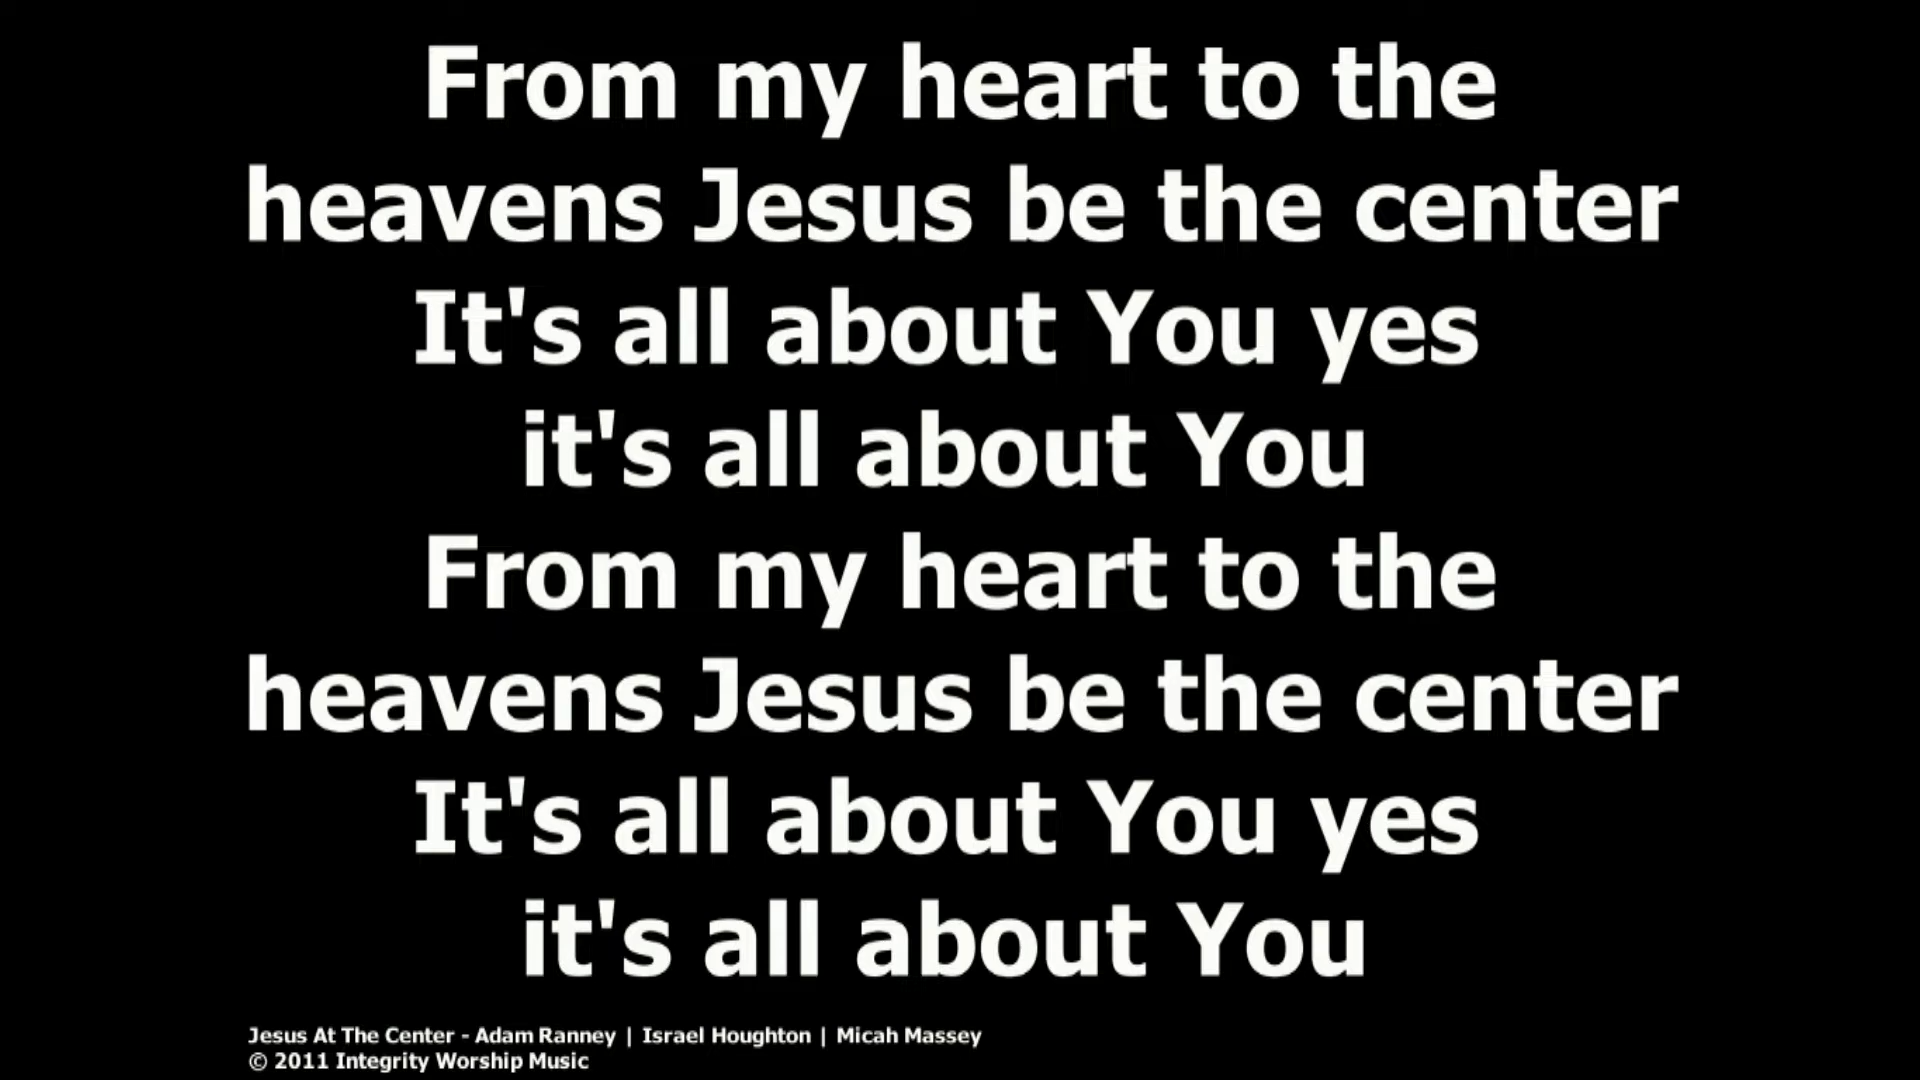 From my heart to the
heavens Jesus be the center
It's all about You yes
it's all about You
From my heart to the
heavens Jesus be the center
It's all about You yes
it's all about You
Jesus At The Center - Adam Ranney | Israel Houghton | Micah Massey
© 2011 Integrity Worship Music